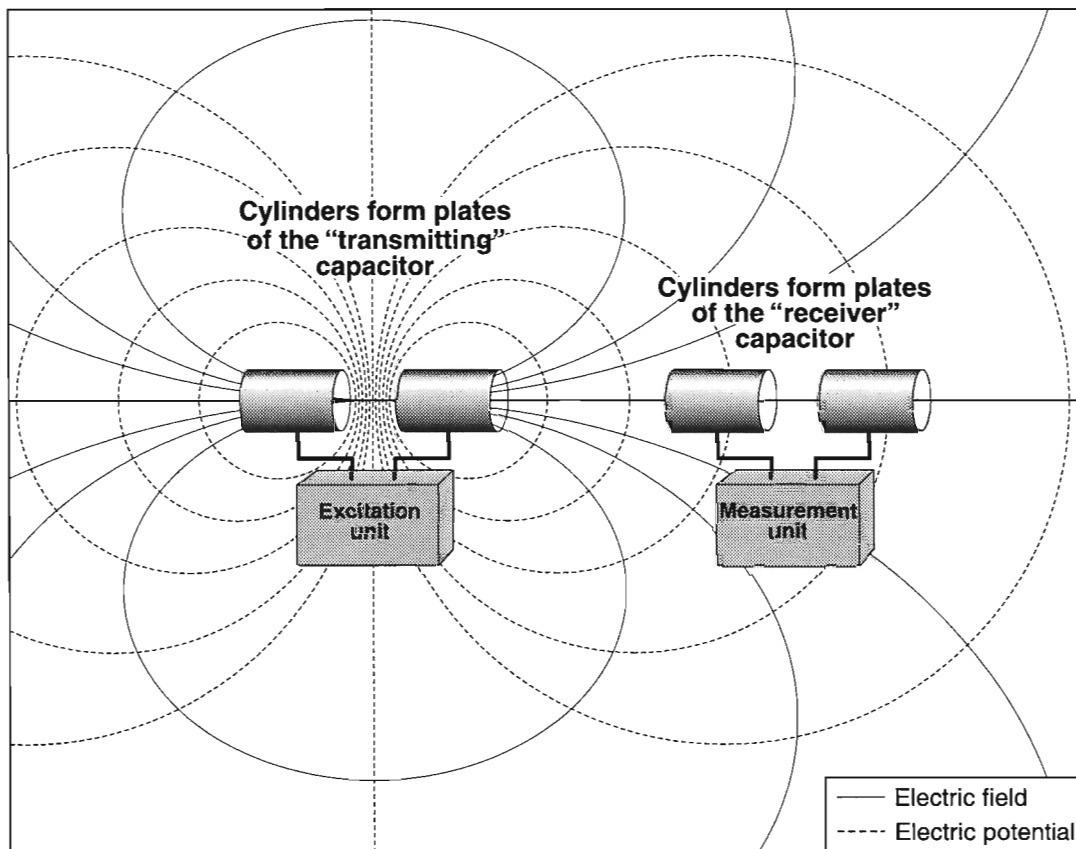 Cylinders form plates
of the “transmitting”
capacitor
Cylinders form plates
of the “receiver”
capacitor
Excitation
unit
Measurement
unit
Electric field
Electric potential